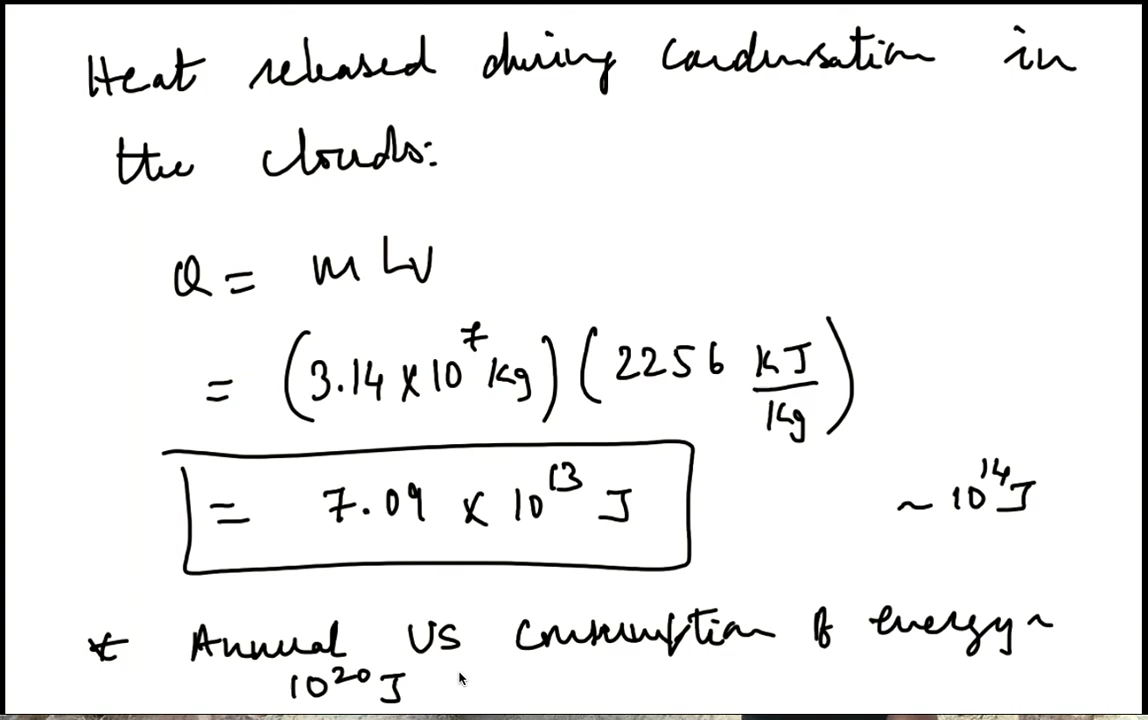 Heat released during condensation in
the clouds:
Q = m Lv
= (3.14 x 10^7 kg) (2256 kJ/kg)
= 7.09 x 10^13 J
~ 10^14 J
* Annual US Consumption of energy ~
10^20 J